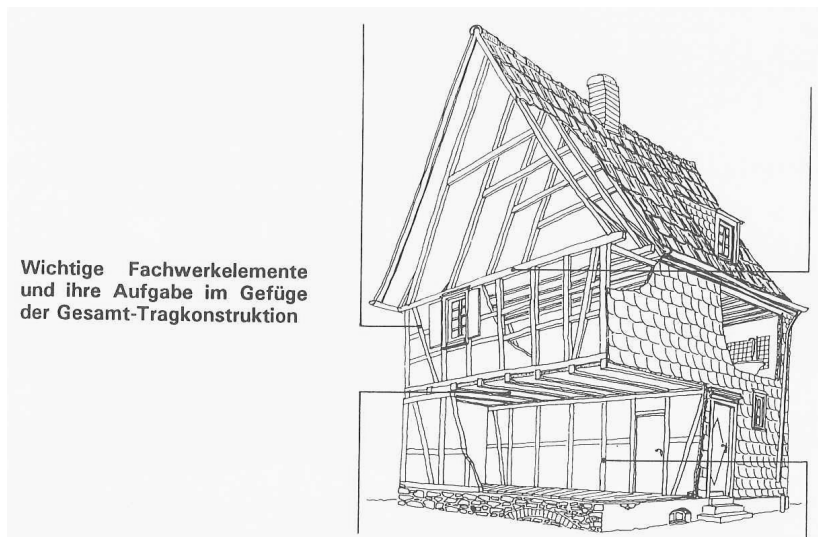 Wichtige Fachwerkelemente
und ihre Aufgabe im Gefüge
der Gesamt-Tragkonstruktion